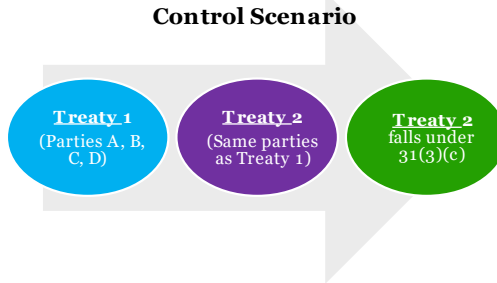 Control Scenario
Treaty 1
(Parties A, B,
C, D)
Treaty 2
(Same parties
as Treaty 1)
Treaty 2
falls under
31(3)(c)